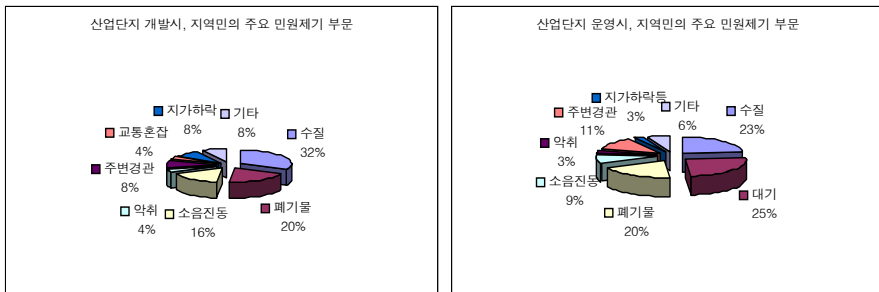 산업단지 개발시, 지역민의 주요 민원제기 부문
지가하락
8%
기타
8%
수질
32%
교통혼잡
4%
주변경관
8%
악취
4%
소음진동
16%
폐기물
20%
산업단지 운영시, 지역민의 주요 민원제기 부문
지가하락등
3%
기타
6%
수질
23%
주변경관
11%
악취
3%
소음진동
9%
폐기물
20%
대기
25%